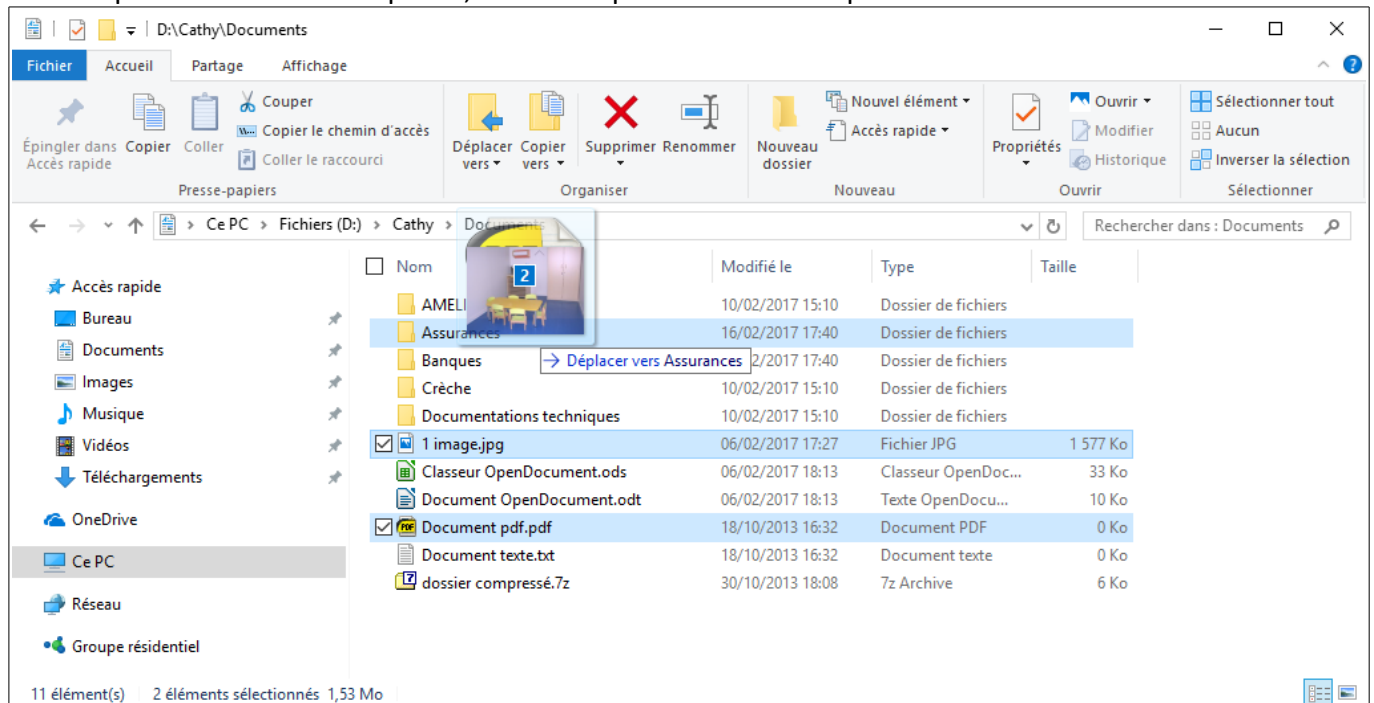 D:\Cathy\Documents
Fichier Accueil Partage Affichage
Couper
Copier le chemin d'accès
Coller le raccourci
Épingler dans Accès rapide
Copier
Coller
Déplacer vers
Copier vers
Supprimer
Renommer
Nouveau dossier
Nouvel élément
Accès rapide
Propriétés
Ouvrir
Modifier
Historique
Sélectionner tout
Aucun
Inverser la sélection
Presse-papiers Organiser Nouveau Ouvrir Sélectionner
Ce PC > Fichiers (D:) > Cathy > Documents
Rechercher dans : Documents
Nom Modifié le Type Taille
Accès rapide
Bureau
Documents
Images
Musique
Vidéos
Téléchargements
OneDrive
Ce PC
Réseau
Groupe résidentiel
2
AMELI 10/02/2017 15:10 Dossier de fichiers
Assurances 16/02/2017 17:40 Dossier de fichiers
Banques 2/2017 17:40 Dossier de fichiers
→ Déplacer vers Assurances
Crèche 10/02/2017 15:10 Dossier de fichiers
Documentations techniques 10/02/2017 15:10 Dossier de fichiers
1 image.jpg 06/02/2017 17:27 Fichier JPG 1 577 Ko
Classeur OpenDocument.ods 06/02/2017 18:13 Classeur OpenDoc... 33 Ko
Document OpenDocument.odt 06/02/2017 18:13 Texte OpenDocu... 10 Ko
Document pdf.pdf 18/10/2013 16:32 Document PDF 0 Ko
Document texte.txt 18/10/2013 16:32 Document texte 0 Ko
dossier compressé.7z 30/10/2013 18:08 7z Archive 6 Ko
11 élément(s) 2 éléments sélectionnés 1,53 Mo